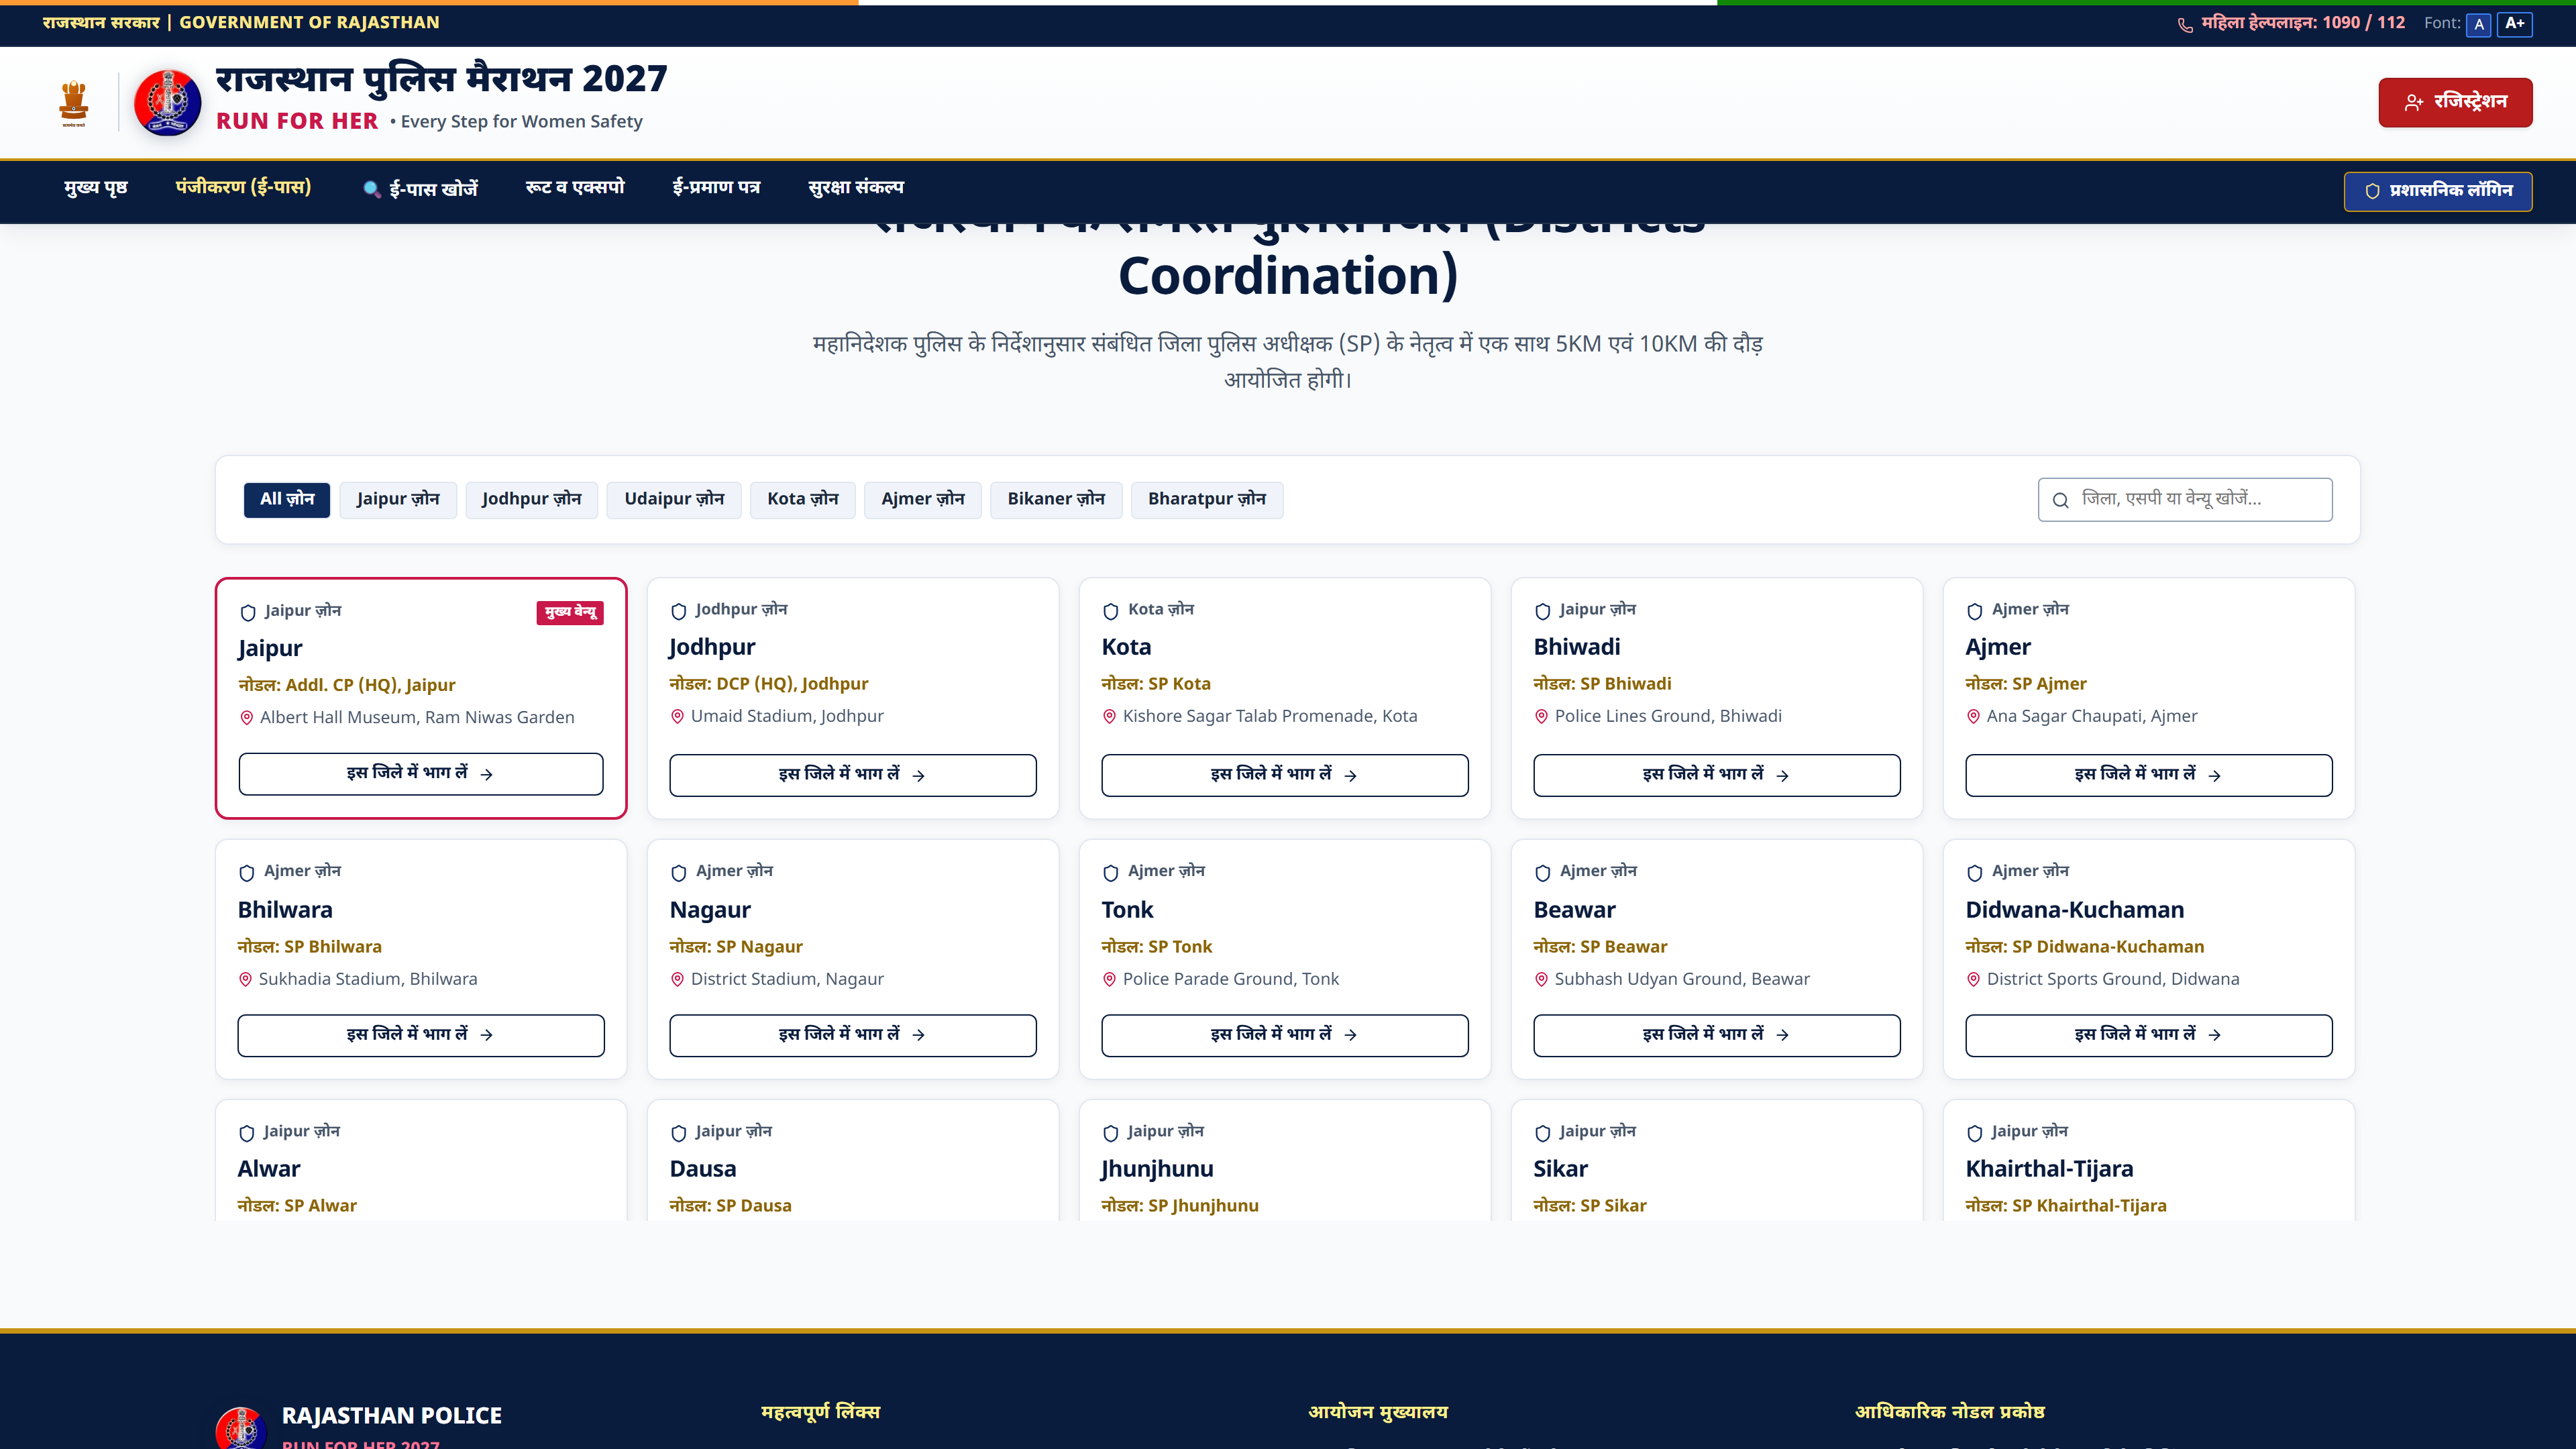 राजस्थान सरकार | GOVERNMENT OF RAJASTHAN
महिला हेल्पलाइन: 1090 / 112 Font: A A+
राजस्थान पुलिस मैराथन 2027
RUN FOR HER • Every Step for Women Safety
रजिस्ट्रेशन
मुख्य पृष्ठ पंजीकरण (ई-पास) ई-पास खोजें रूट व एक्सपो ई-प्रमाण पत्र सुरक्षा संकल्प प्रशासनिक लॉगिन
राजस्थान के समस्त पुलिस जिले (Districts
Coordination)
महानिदेशक पुलिस के निर्देशानुसार संबंधित जिला पुलिस अधीक्षक (SP) के नेतृत्व में एक साथ 5KM एवं 10KM की दौड़
आयोजित होगी।
All ज़ोन Jaipur ज़ोन Jodhpur ज़ोन Udaipur ज़ोन Kota ज़ोन Ajmer ज़ोन Bikaner ज़ोन Bharatpur ज़ोन जिला, एसपी या वेन्यू खोजें...
Jaipur ज़ोन मुख्य वेन्यू
Jaipur
नोडल: Addl. CP (HQ), Jaipur
Albert Hall Museum, Ram Niwas Garden
इस जिले में भाग लें →
Jodhpur ज़ोन
Jodhpur
नोडल: DCP (HQ), Jodhpur
Umaid Stadium, Jodhpur
इस जिले में भाग लें →
Kota ज़ोन
Kota
नोडल: SP Kota
Kishore Sagar Talab Promenade, Kota
इस जिले में भाग लें →
Jaipur ज़ोन
Bhiwadi
नोडल: SP Bhiwadi
Police Lines Ground, Bhiwadi
इस जिले में भाग लें →
Ajmer ज़ोन
Ajmer
नोडल: SP Ajmer
Ana Sagar Chaupati, Ajmer
इस जिले में भाग लें →
Ajmer ज़ोन
Bhilwara
नोडल: SP Bhilwara
Sukhadia Stadium, Bhilwara
इस जिले में भाग लें →
Ajmer ज़ोन
Nagaur
नोडल: SP Nagaur
District Stadium, Nagaur
इस जिले में भाग लें →
Ajmer ज़ोन
Tonk
नोडल: SP Tonk
Police Parade Ground, Tonk
इस जिले में भाग लें →
Ajmer ज़ोन
Beawar
नोडल: SP Beawar
Subhash Udyan Ground, Beawar
इस जिले में भाग लें →
Ajmer ज़ोन
Didwana-Kuchaman
नोडल: SP Didwana-Kuchaman
District Sports Ground, Didwana
इस जिले में भाग लें →
Jaipur ज़ोन
Alwar
नोडल: SP Alwar
Jaipur ज़ोन
Dausa
नोडल: SP Dausa
Jaipur ज़ोन
Jhunjhunu
नोडल: SP Jhunjhunu
Jaipur ज़ोन
Sikar
नोडल: SP Sikar
Jaipur ज़ोन
Khairthal-Tijara
नोडल: SP Khairthal-Tijara
RAJASTHAN POLICE
RUN FOR HER 2027
महत्वपूर्ण लिंक्स
आयोजन मुख्यालय
आधिकारिक नोडल प्रकोष्ठ